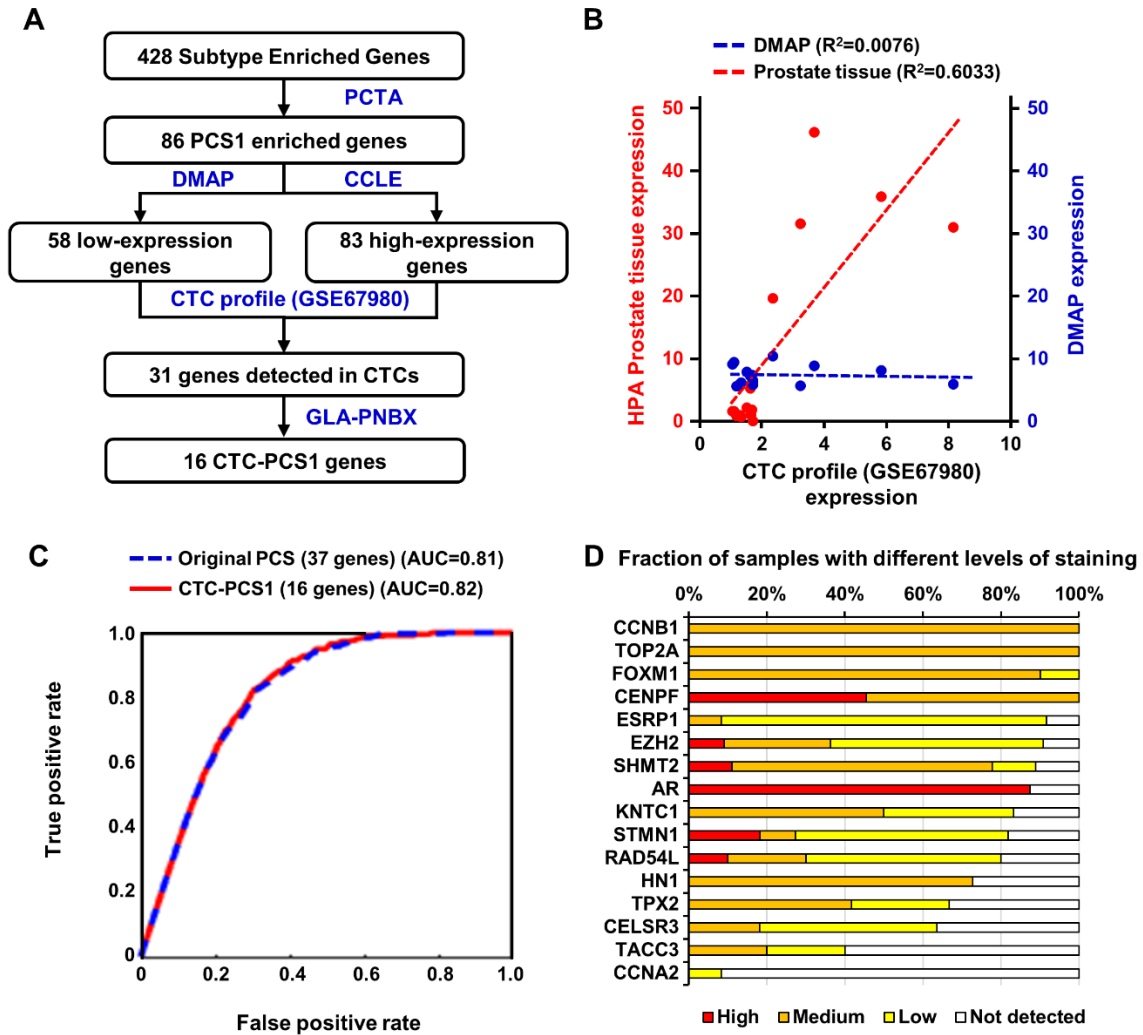 A
428 Subtype Enriched Genes
PCTA
86 PCS1 enriched genes
DMAP
CCLE
58 low-expression
genes
83 high-expression
genes
CTC profile (GSE67980)
31 genes detected in CTCs
GLA-PNBX
16 CTC-PCS1 genes
B
DMAP (R²=0.0076)
Prostate tissue (R²=0.6033)
HPA Prostate tissue expression
50
40
30
20
10
0
DMAP expression
50
40
30
20
10
0
0 2 4 6 8 10
CTC profile (GSE67980)
expression
C
Original PCS (37 genes) (AUC=0.81)
CTC-PCS1 (16 genes) (AUC=0.82)
True positive rate
1.0
0.8
0.6
0.4
0.2
0
0 0.2 0.4 0.6 0.8 1.0
False positive rate
D
Fraction of samples with different levels of staining
0% 20% 40% 60% 80% 100%
CCNB1
TOP2A
FOXM1
CENPF
ESRP1
EZH2
SHMT2
AR
KNTC1
STMN1
RAD54L
HN1
TPX2
CELSR3
TACC3
CCNA2
High Medium Low Not detected